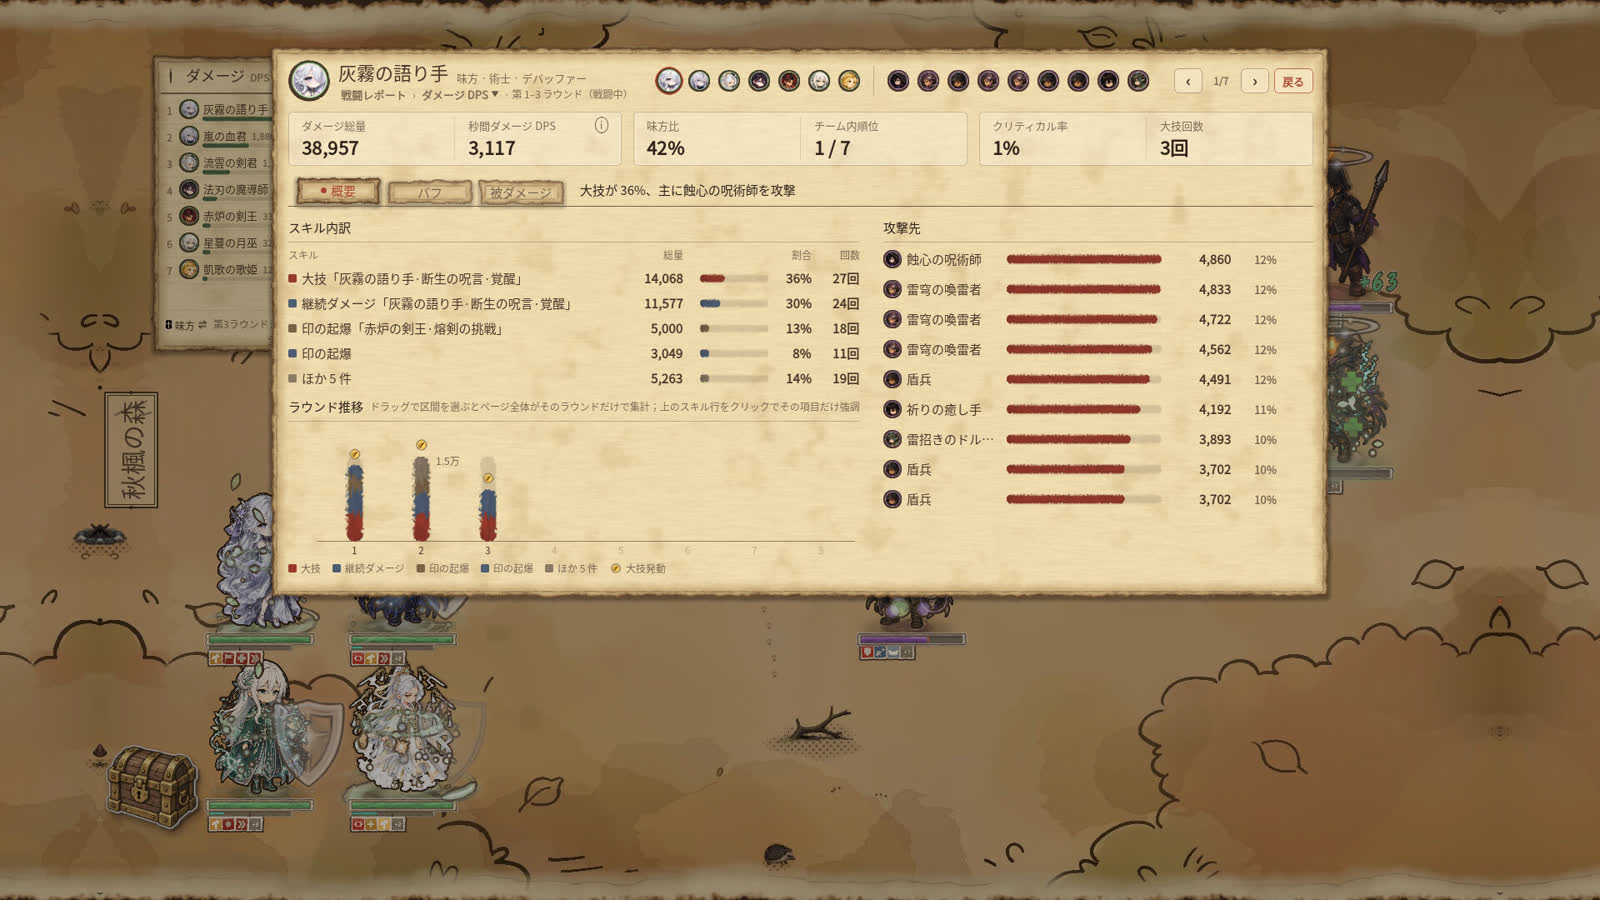 ダメージ DPS
1 灰霧の語り手
2 嵐の血君 1,88
3 流雲の剣君 1,
4 法刃の魔導師
5 赤炉の剣王 33
6 星蔓の月巫 32
7 凱歌の歌姫 12
味方 ⇌ 第3ラウンド
灰霧の語り手 味方 · 術士 · デバッファー
戦闘レポート › ダメージ DPS ▼ · 第 1-3 ラウンド（戦闘中）
‹ 1/7 › 戻る
ダメージ総量 秒間ダメージ DPS 味方比 チーム内順位 クリティカル率 大技回数
38,957 3,117 42% 1 / 7 1% 3回
概要 バフ 被ダメージ 大技が 36%、主に蝕心の呪術師を攻撃
スキル内訳
スキル 総量 割合 回数
大技「灰霧の語り手·断生の呪言·覚醒」 14,068 36% 27回
継続ダメージ「灰霧の語り手·断生の呪言·覚醒」 11,577 30% 24回
印の起爆「赤炉の剣王·熔剣の挑戦」 5,000 13% 18回
印の起爆 3,049 8% 11回
ほか 5 件 5,263 14% 19回
ラウンド推移 ドラッグで区間を選ぶとページ全体がそのラウンドだけで集計；上のスキル行をクリックでその項目だけ強調
1.5万
1 2 3 4 5 6 7 8
大技 継続ダメージ 印の起爆 印の起爆 ほか 5 件 大技発動
攻撃先
蝕心の呪術師 4,860 12%
雷穹の喚雷者 4,833 12%
雷穹の喚雷者 4,722 12%
雷穹の喚雷者 4,562 12%
盾兵 4,491 12%
祈りの癒し手 4,192 11%
雷招きのドル… 3,893 10%
盾兵 3,702 10%
盾兵 3,702 10%
+63
秋楓の森